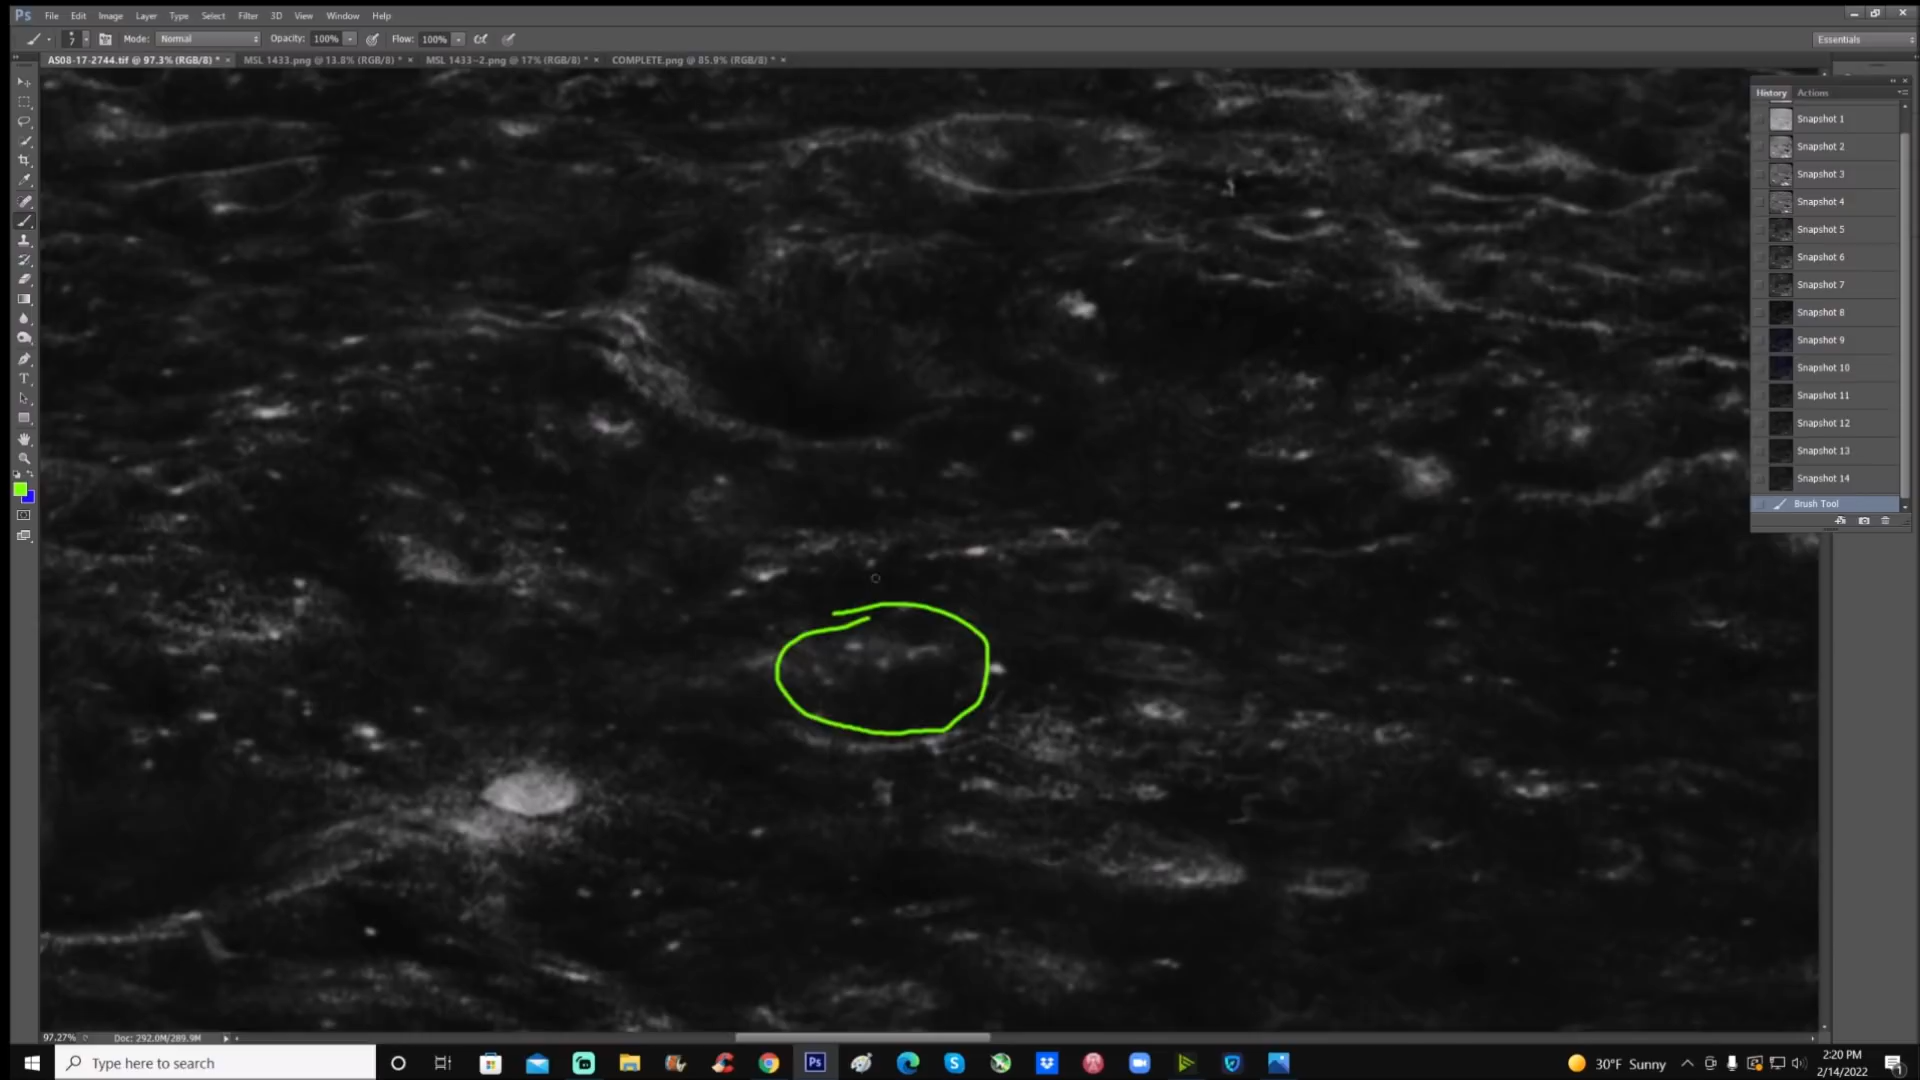 Ps File Edit Image Layer Type Select Filter 3D View Window Help
7 Mode: Normal Opacity: 100% Flow: 100% Essentials
AS08-17-2744.tif @ 97.3% (RGB/8) * × MSL 1433.png @ 13.8% (RGB/8) * × MSL 1433--2.png @ 17% (RGB/8) * × COMPLETE.png @ 85.9% (RGB/8) * ×
History Actions
Snapshot 1
Snapshot 2
Snapshot 3
Snapshot 4
Snapshot 5
Snapshot 6
Snapshot 7
Snapshot 8
Snapshot 9
Snapshot 10
Snapshot 11
Snapshot 12
Snapshot 13
Snapshot 14
Brush Tool
T
97.27% Doc: 292.0M/289.9M
Type here to search Ps 30°F Sunny 2:20 PM
2/14/2022 1